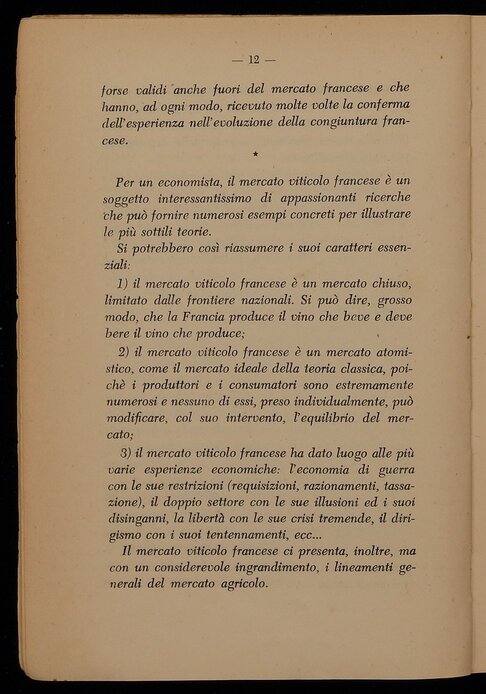 — 12 —
forse validi anche fuori del mercato francese e che
hanno, ad ogni modo, ricevuto molte volte la conferma
dell'esperienza nell'evoluzione della congiuntura fran-
cese.
*
Per un economista, il mercato viticolo francese è un
soggetto interessantissimo di appassionanti ricerche
che può fornire numerosi esempi concreti per illustrare
le più sottili teorie.
Si potrebbero così riassumere i suoi caratteri essen-
ziali:
1) il mercato viticolo francese è un mercato chiuso,
limitato dalle frontiere nazionali. Si può dire, grosso
modo, che la Francia produce il vino che beve e deve
bere il vino che produce;
2) il mercato viticolo francese è un mercato atomi-
stico, come il mercato ideale della teoria classica, poi-
chè i produttori e i consumatori sono estremamente
numerosi e nessuno di essi, preso individualmente, può
modificare, col suo intervento, l'equilibrio del mer-
cato;
3) il mercato viticolo francese ha dato luogo alle più
varie esperienze economiche: l'economia di guerra
con le sue restrizioni (requisizioni, razionamenti, tassa-
zione), il doppio settore con le sue illusioni ed i suoi
disinganni, la libertà con le sue crisi tremende, il diri-
gismo con i suoi tentennamenti, ecc...
Il mercato viticolo francese ci presenta, inoltre, ma
con un considerevole ingrandimento, i lineamenti ge-
nerali del mercato agricolo.